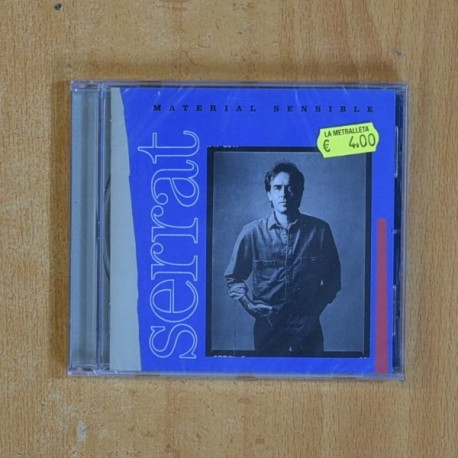 MATERIAL SENSIBLE
LA METRALLETA
€ 4.00
serrat